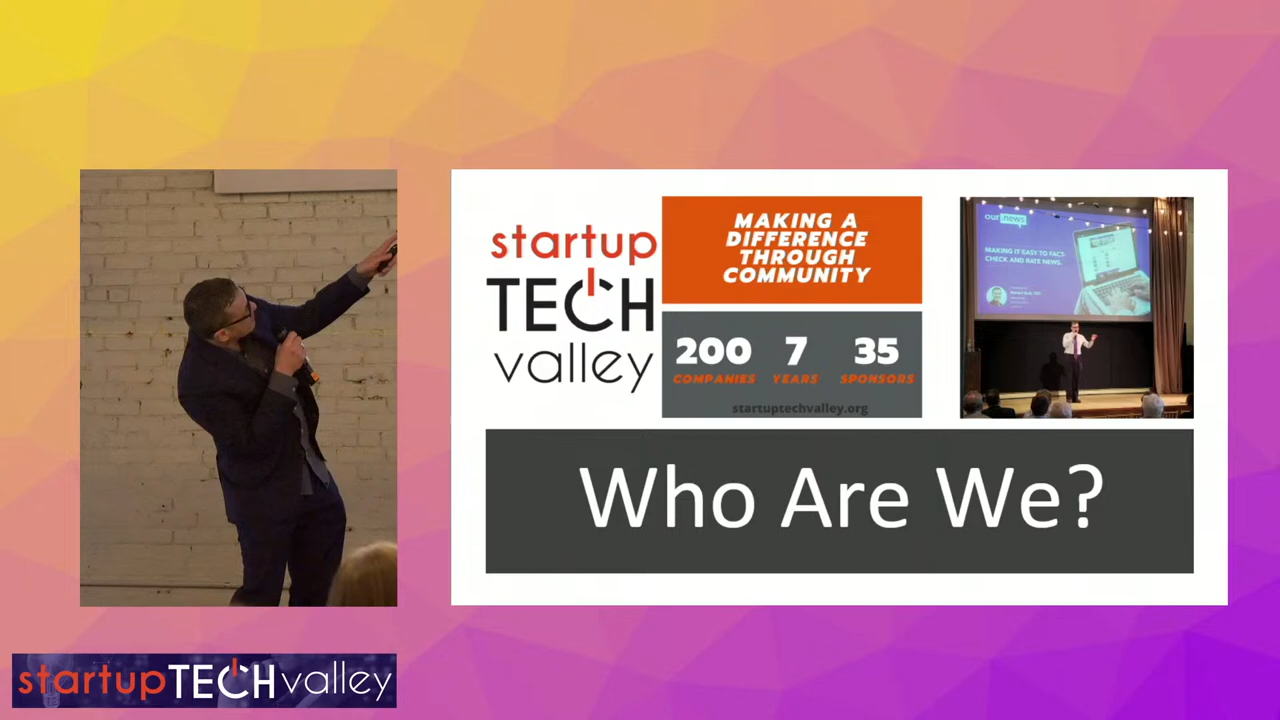 startup
TECH
valley
MAKING A
DIFFERENCE
THROUGH
COMMUNITY
200 7 35
COMPANIES YEARS SPONSORS
startuptechvalley.org
our.news
MAKING IT EASY TO FACT-
CHECK AND RATE NEWS.
Who Are We?
startupTECHvalley